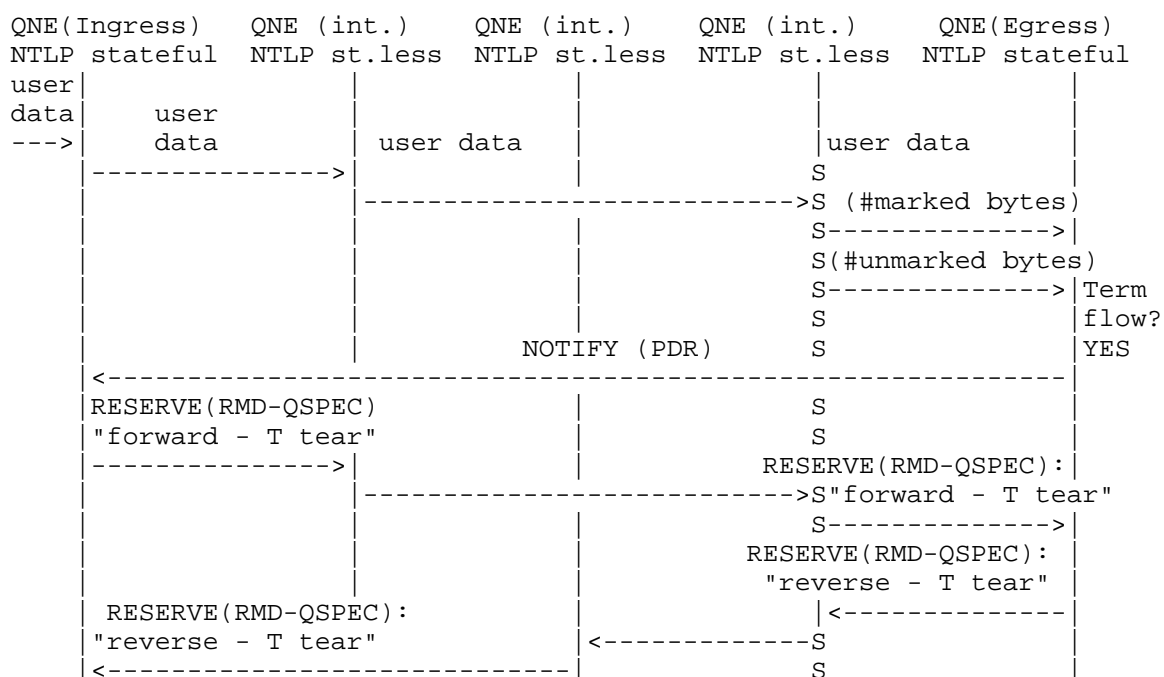 QNE(Ingress)   QNE (int.)    QNE (int.)    QNE (int.)     QNE(Egress)
NTLP stateful  NTLP st.less  NTLP st.less  NTLP st.less  NTLP stateful
user|                |             |              |               |
data|    user        |             |              |               |
--->|    data        | user data   |              |user data      |
    |--------------->|             |              S               |
    |                |--------------------------->S (#marked bytes)
    |                |             |              S-------------->|
    |                |             |              S(#unmarked bytes)
    |                |             |              S-------------->|Term
    |                |             |              S               |flow?
    |                |          NOTIFY (PDR)      S               |YES
    |<------------------------------------------------------------|
    |RESERVE(RMD-QSPEC)            |              S               |
    |"forward - T tear"            |              S               |
    |--------------->|             |           RESERVE(RMD-QSPEC):|
    |                |--------------------------->S"forward - T tear"
    |                |             |              S-------------->|
    |                |             |          RESERVE(RMD-QSPEC): |
    |                |             |           "reverse - T tear" |
    | RESERVE(RMD-QSPEC):          |              |<--------------|
    |"reverse - T tear"            |<-------------S               |
    |<-----------------------------|              S               |